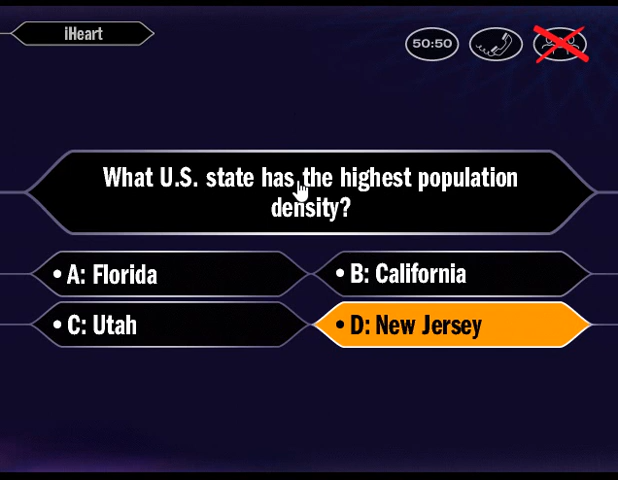 iHeart
50:50
What U.S. state has the highest population
density?
• A: Florida
• B: California
• C: Utah
• D: New Jersey